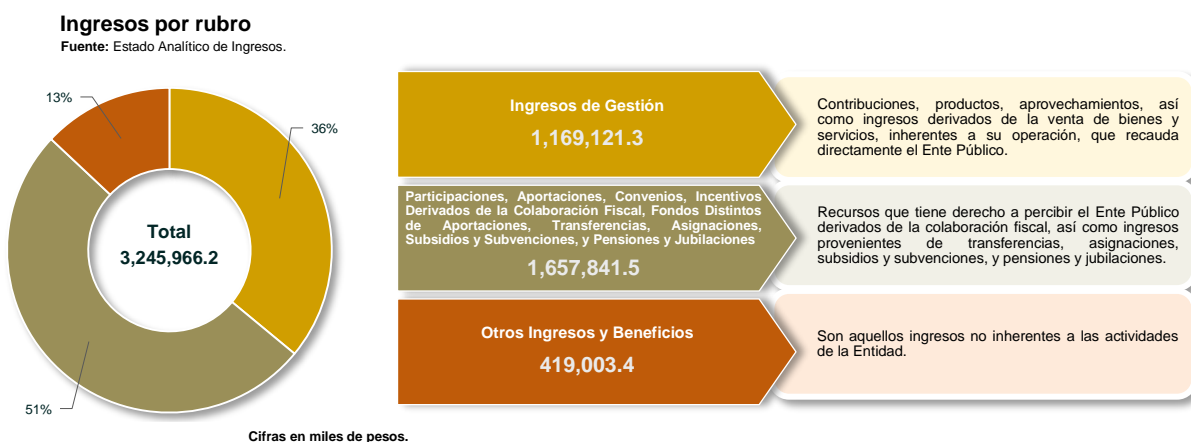 Ingresos por rubro
Fuente: Estado Analítico de Ingresos.
13%
36%
Total
3,245,966.2
51%
Ingresos de Gestión
1,169,121.3
Contribuciones, productos, aprovechamientos, así
como ingresos derivados de la venta de bienes y
servicios, inherentes a su operación, que recauda
directamente el Ente Público.
Participaciones, Aportaciones, Convenios, Incentivos
Derivados de la Colaboración Fiscal, Fondos Distintos
de Aportaciones, Transferencias, Asignaciones,
Subsidios y Subvenciones, y Pensiones y Jubilaciones
1,657,841.5
Recursos que tiene derecho a percibir el Ente Público
derivados de la colaboración fiscal, así como ingresos
provenientes de transferencias, asignaciones,
subsidios y subvenciones, y pensiones y jubilaciones.
Otros Ingresos y Beneficios
419,003.4
Son aquellos ingresos no inherentes a las actividades
de la Entidad.
Cifras en miles de pesos.